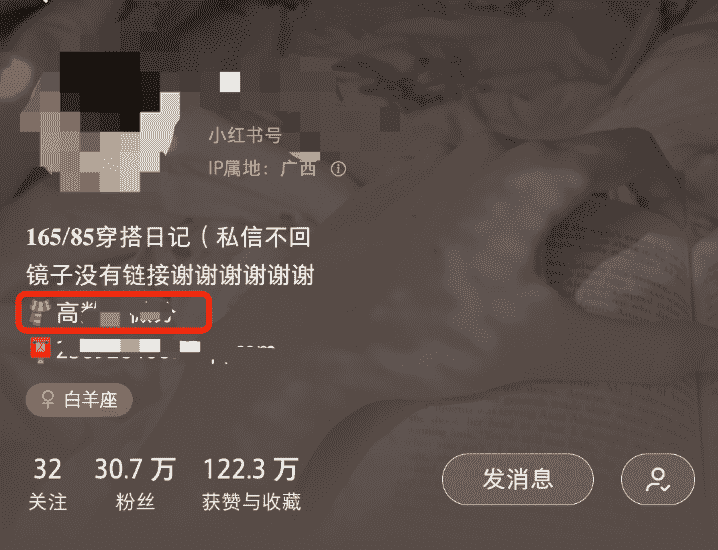 小红书号
IP属地：广西
165/85穿搭日记（私信不回
镜子没有链接谢谢谢谢谢谢
高
白羊座
32
30.7 万
122.3 万
关注
粉丝
获赞与收藏
发消息